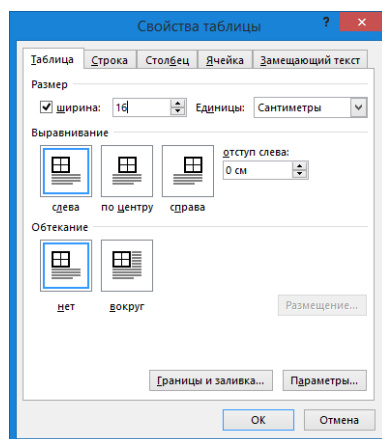 Свойства таблицы ?
Таблица Строка Столбец Ячейка Замещающий текст
Размер
ширина: 16 Единицы: Сантиметры
Выравнивание
отступ слева:
0 см
слева по центру справа
Обтекание
нет вокруг
Размещение...
Границы и заливка... Параметры...
ОК Отмена